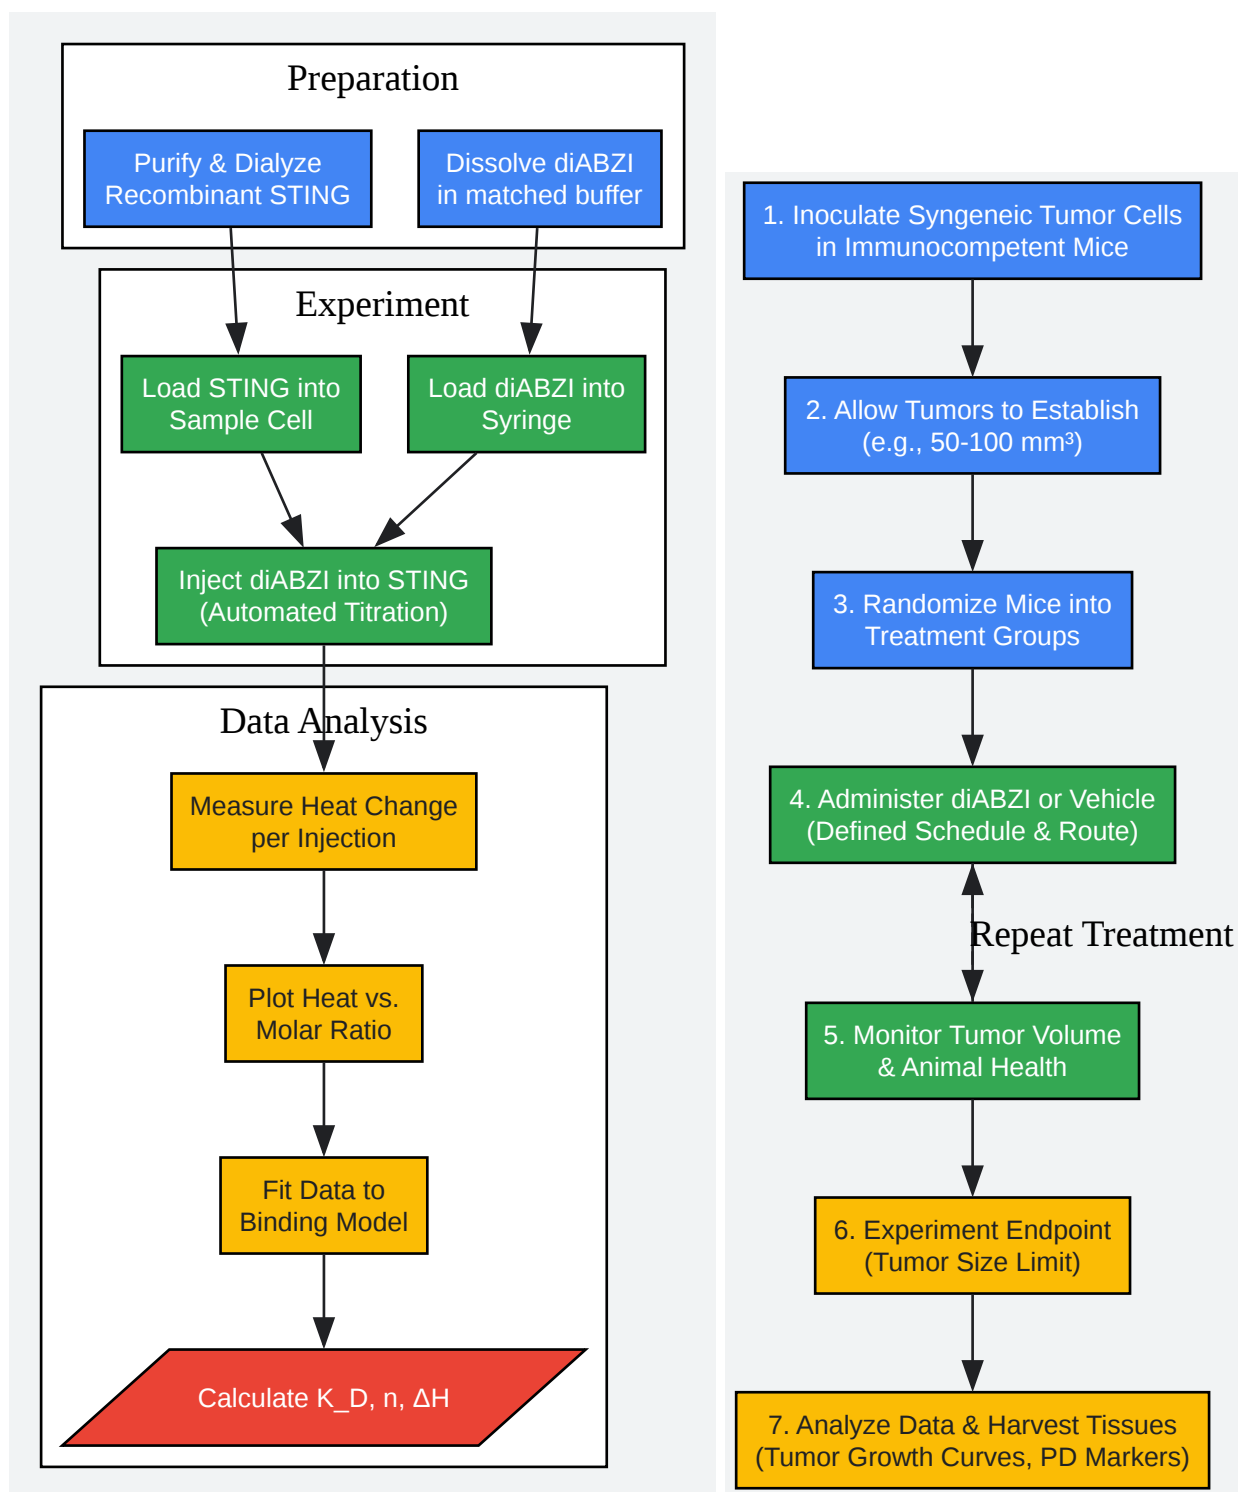 Preparation
Purify & Dialyze
Recombinant STING
Dissolve diABZI
in matched buffer
Experiment
Load STING into
Sample Cell
Load diABZI into
Syringe
Inject diABZI into STING
(Automated Titration)
Data Analysis
Measure Heat Change
per Injection
Plot Heat vs.
Molar Ratio
Fit Data to
Binding Model
Calculate K_D, n, ΔH
1. Inoculate Syngeneic Tumor Cells
in Immunocompetent Mice
2. Allow Tumors to Establish
(e.g., 50-100 mm³)
3. Randomize Mice into
Treatment Groups
4. Administer diABZI or Vehicle
(Defined Schedule & Route)
Repeat Treatment
5. Monitor Tumor Volume
& Animal Health
6. Experiment Endpoint
(Tumor Size Limit)
7. Analyze Data & Harvest Tissues
(Tumor Growth Curves, PD Markers)